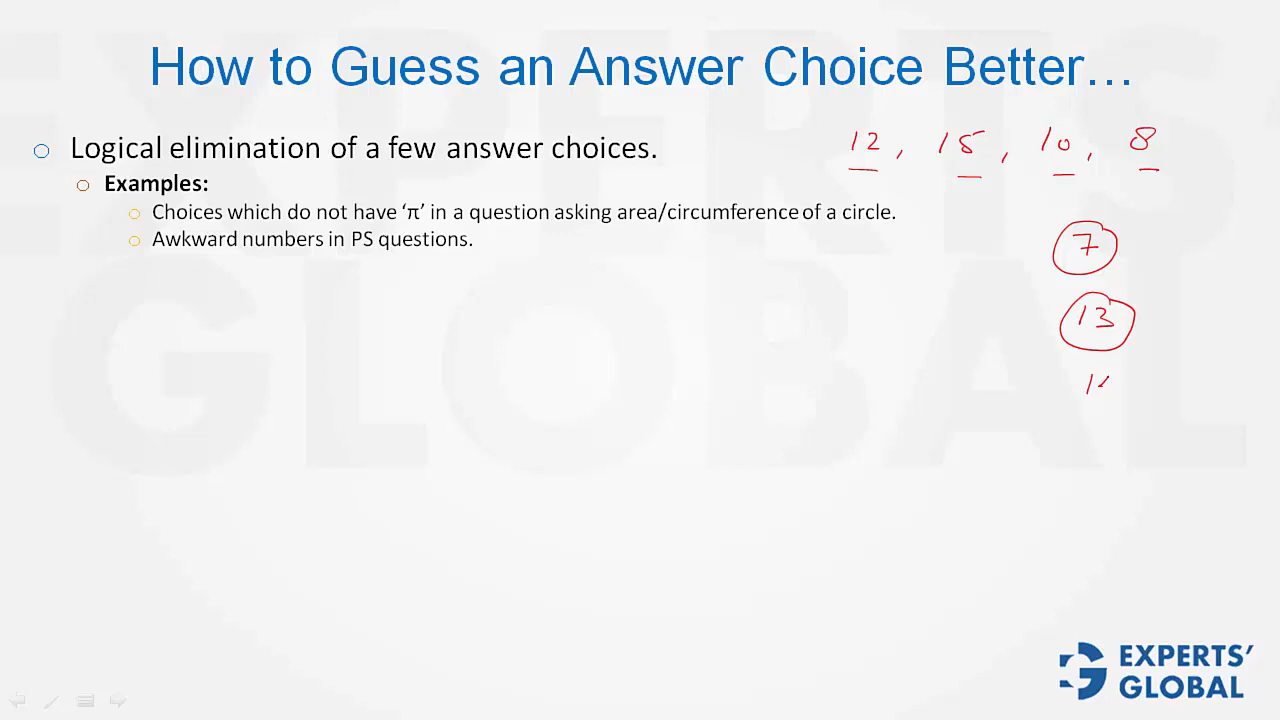 How to Guess an Answer Choice Better…
Logical elimination of a few answer choices.
12, 15, 10, 8
Examples:
Choices which do not have ‘π’ in a question asking area/circumference of a circle.
Awkward numbers in PS questions.
7
13
EXPERTS’
GLOBAL
EXPERTS’
GLOBAL